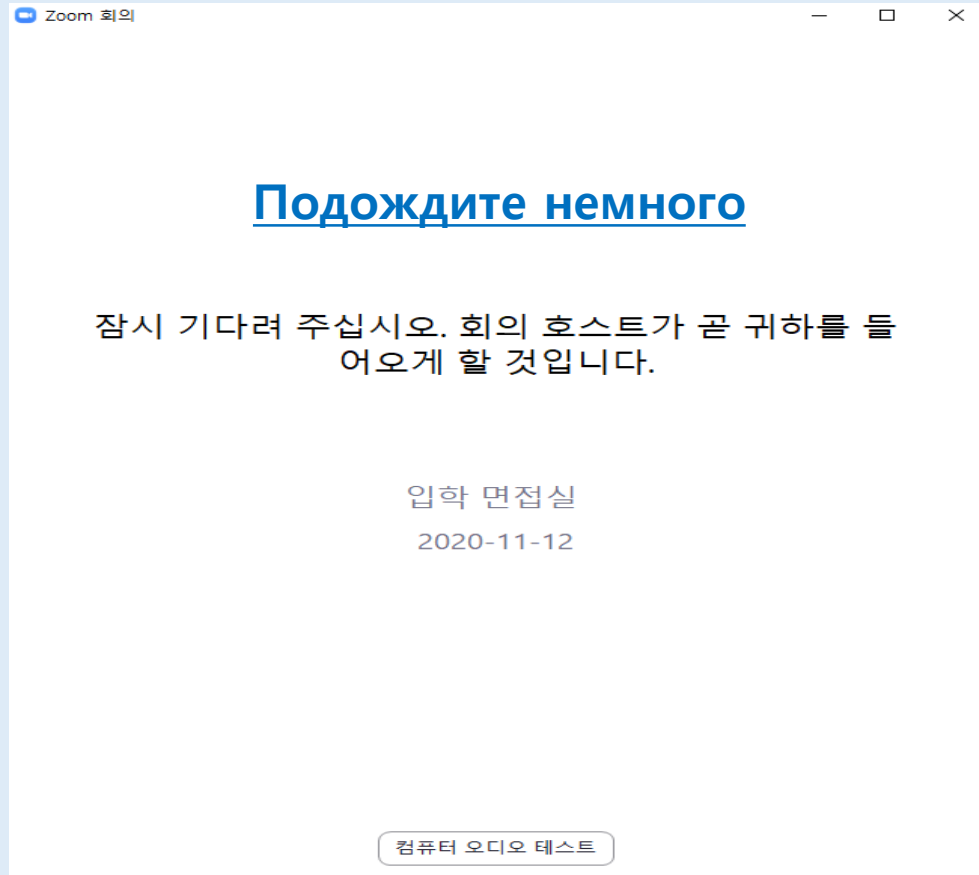 Zoom 회의
Подождите немного
잠시 기다려 주십시오. 회의 호스트가 곧 귀하를 들
어오게 할 것입니다.
입학 면접실
2020-11-12
컴퓨터 오디오 테스트